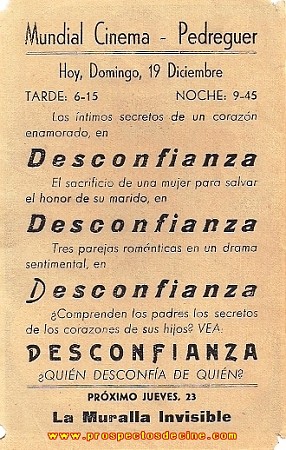 Mundial Cinema - Pedreguer
Hoy, Domingo, 19 Diciembre
TARDE: 6-15 NOCHE: 9-45
Los íntimos secretos de un corazón
enamorado, en
Desconfianza
El sacrificio de una mujer para salvar
el honor de su marido, en
Desconfianza
Tres parejas románticas en un drama
sentimental, en
Desconfianza
¿Comprenden los padres los secretos
de los corazones de sus hijos? VEA:
DESCONFIANZA
¿QUIÉN DESCONFÍA DE QUIÉN?
PRÓXIMO JUEVES, 23
La Muralla Invisible
www.prospectosdecine.com